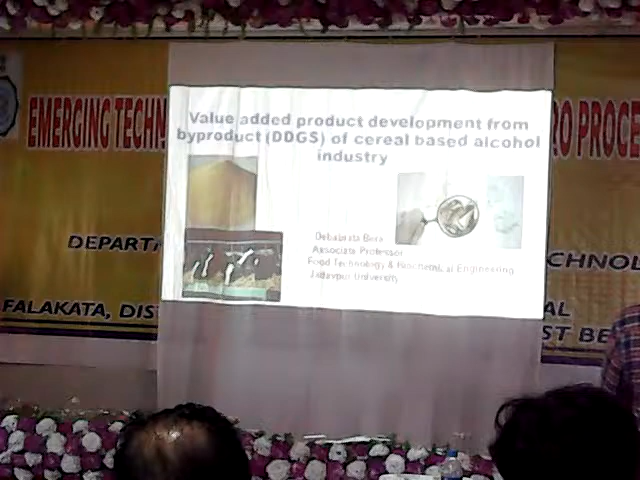 EMERGING TECHN
RO PROCE
Value added product development from
byproduct (DDGS) of cereal based alcohol
industry
Debabrata Bera
Associate Professor
Food Technology & Biochemical Engineering
Jadavpur University
DEPART
CHNOL
FALAKATA, DIS
AL
ST BE